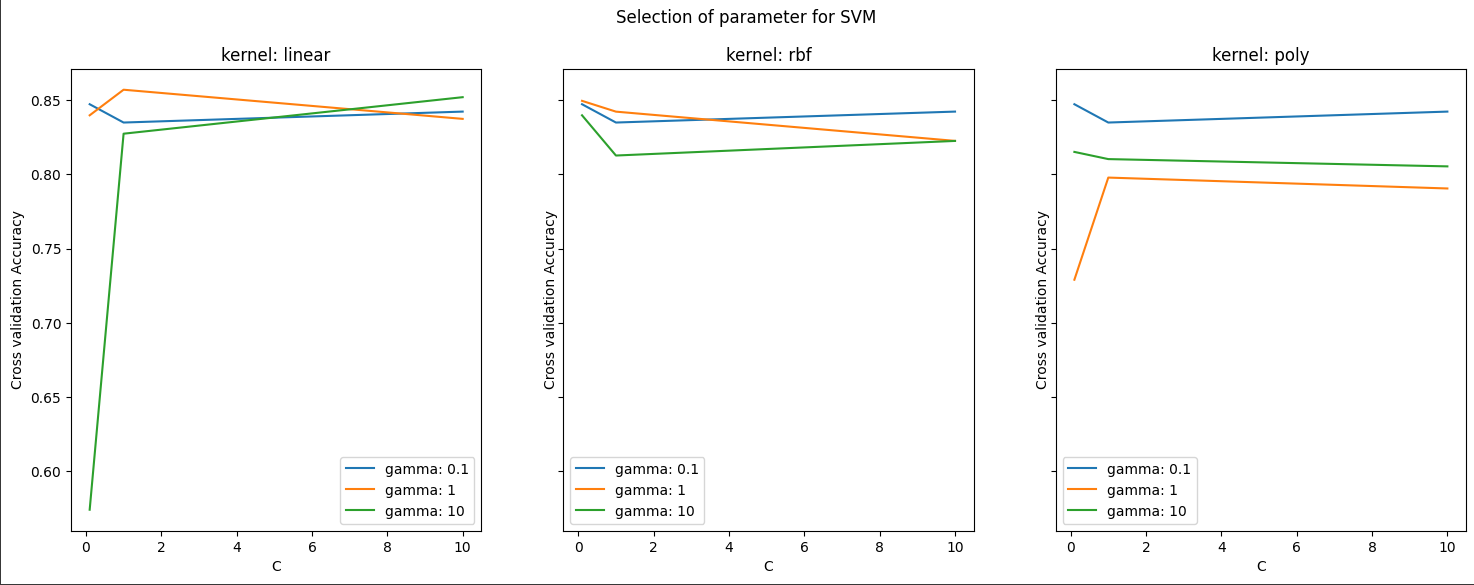 Selection of parameter for SVM
kernel: linear
kernel: rbf
kernel: poly
Cross validation Accuracy
0.85
0.80
0.75
0.70
0.65
0.60
gamma: 0.1
gamma: 1
gamma: 10
0 2 4 6 8 10
C
Cross validation Accuracy
gamma: 0.1
gamma: 1
gamma: 10
0 2 4 6 8 10
C
Cross validation Accuracy
gamma: 0.1
gamma: 1
gamma: 10
0 2 4 6 8 10
C